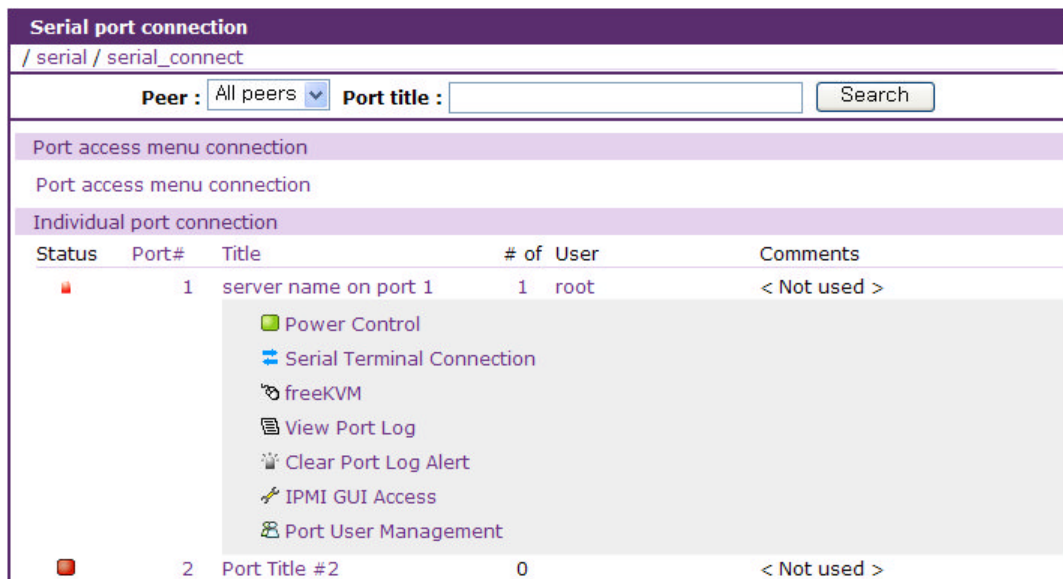 Serial port connection
/ serial / serial_connect
Peer : All peers Port title : Search
Port access menu connection
Port access menu connection
Individual port connection
Status Port# Title # of User Comments
1 server name on port 1 1 root < Not used >
Power Control
Serial Terminal Connection
freeKVM
View Port Log
Clear Port Log Alert
IPMI GUI Access
Port User Management
2 Port Title #2 0 < Not used >